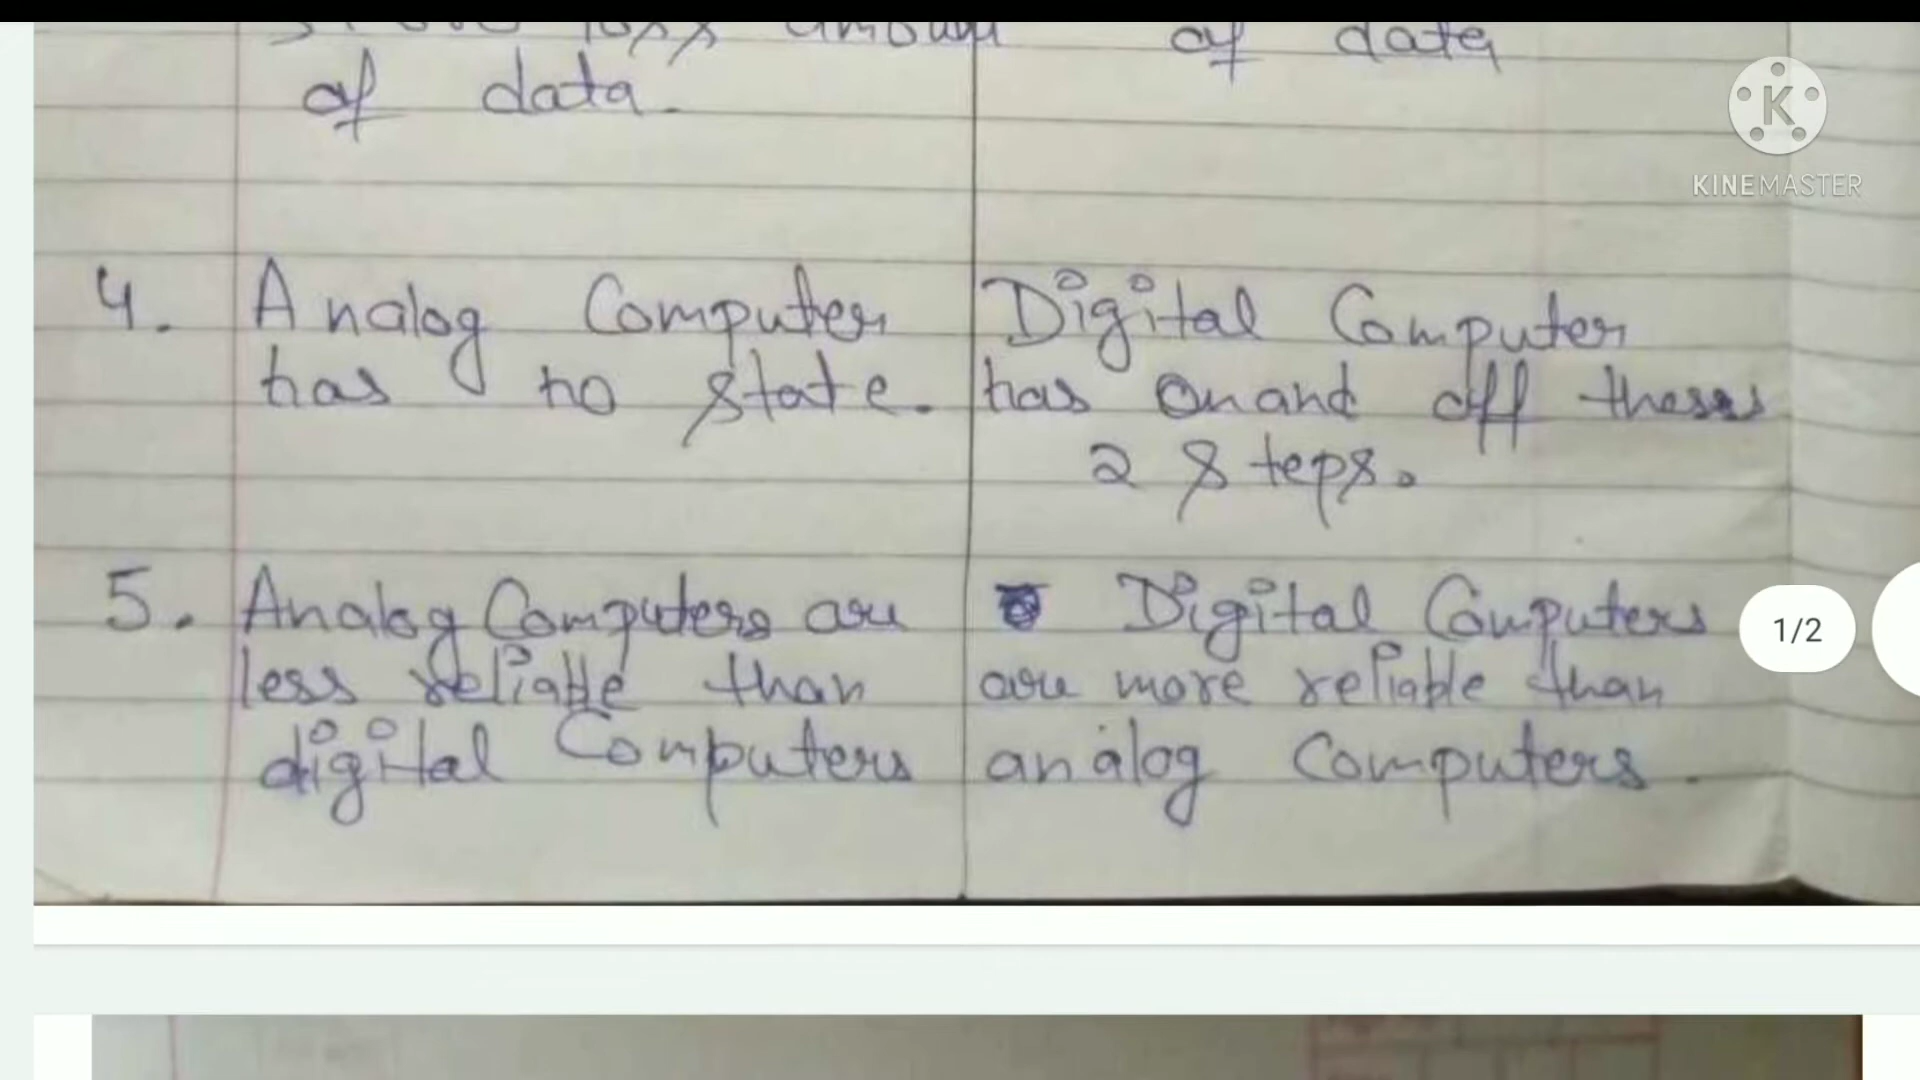 amount
of data
of data.
KINEMASTER
4. Analog Computer
has no state.
Digital Computer
has on and off theses
2 steps.
5. Analog Computers are
less reliable than
digital Computers
Digital Computers
are more reliable than
analog Computers.
1/2